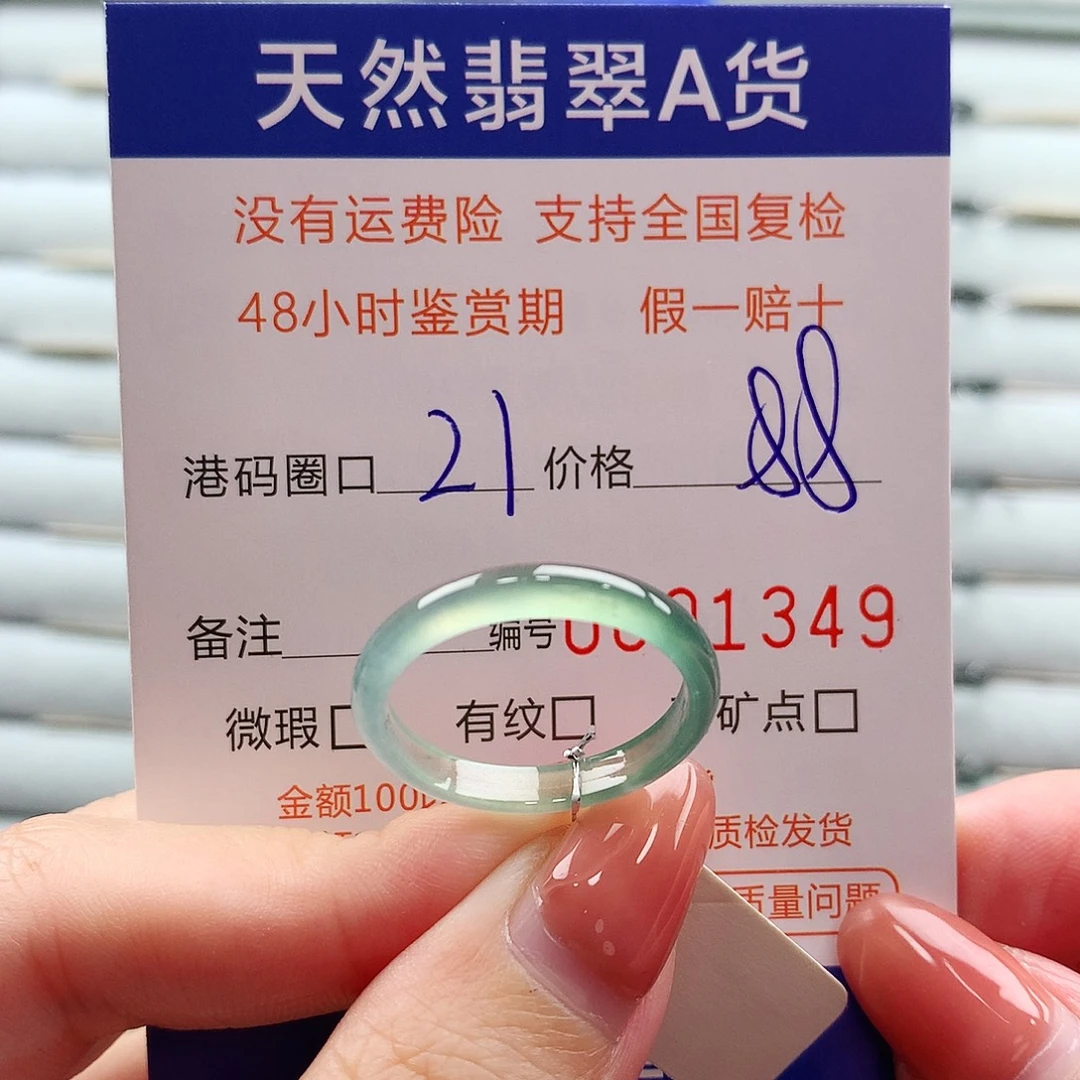 天然翡翠A货
没有运费险 支持全国复检
48小时鉴赏期 假一赔十
港码圈口 21 价格 88
备注 编号 1349
微瑕□ 有纹□ 矿点□
金额100
质检发货
质量问题